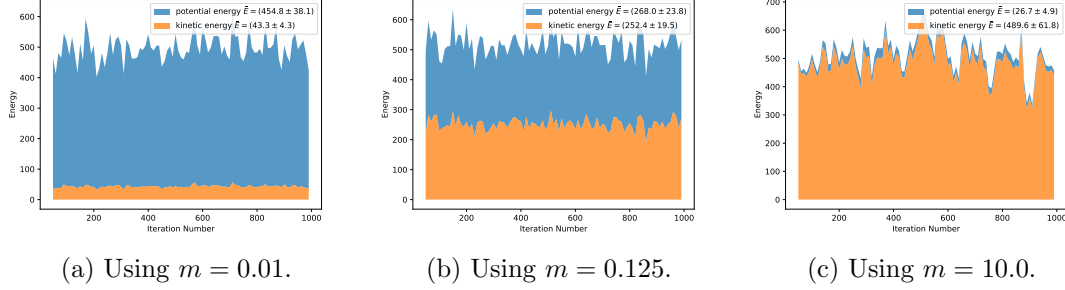 potential energy Ē = (454.8 ± 38.1)
kinetic energy Ē = (43.3 ± 4.3)
600
500
400
300
200
100
0
Energy
200 400 600 800 1000
Iteration Number
(a) Using m = 0.01.
potential energy Ē = (268.0 ± 23.8)
kinetic energy Ē = (252.4 ± 19.5)
600
500
400
300
200
100
0
Energy
200 400 600 800 1000
Iteration Number
(b) Using m = 0.125.
potential energy Ē = (26.7 ± 4.9)
kinetic energy Ē = (489.6 ± 61.8)
700
600
500
400
300
200
100
0
Energy
200 400 600 800 1000
Iteration Number
(c) Using m = 10.0.